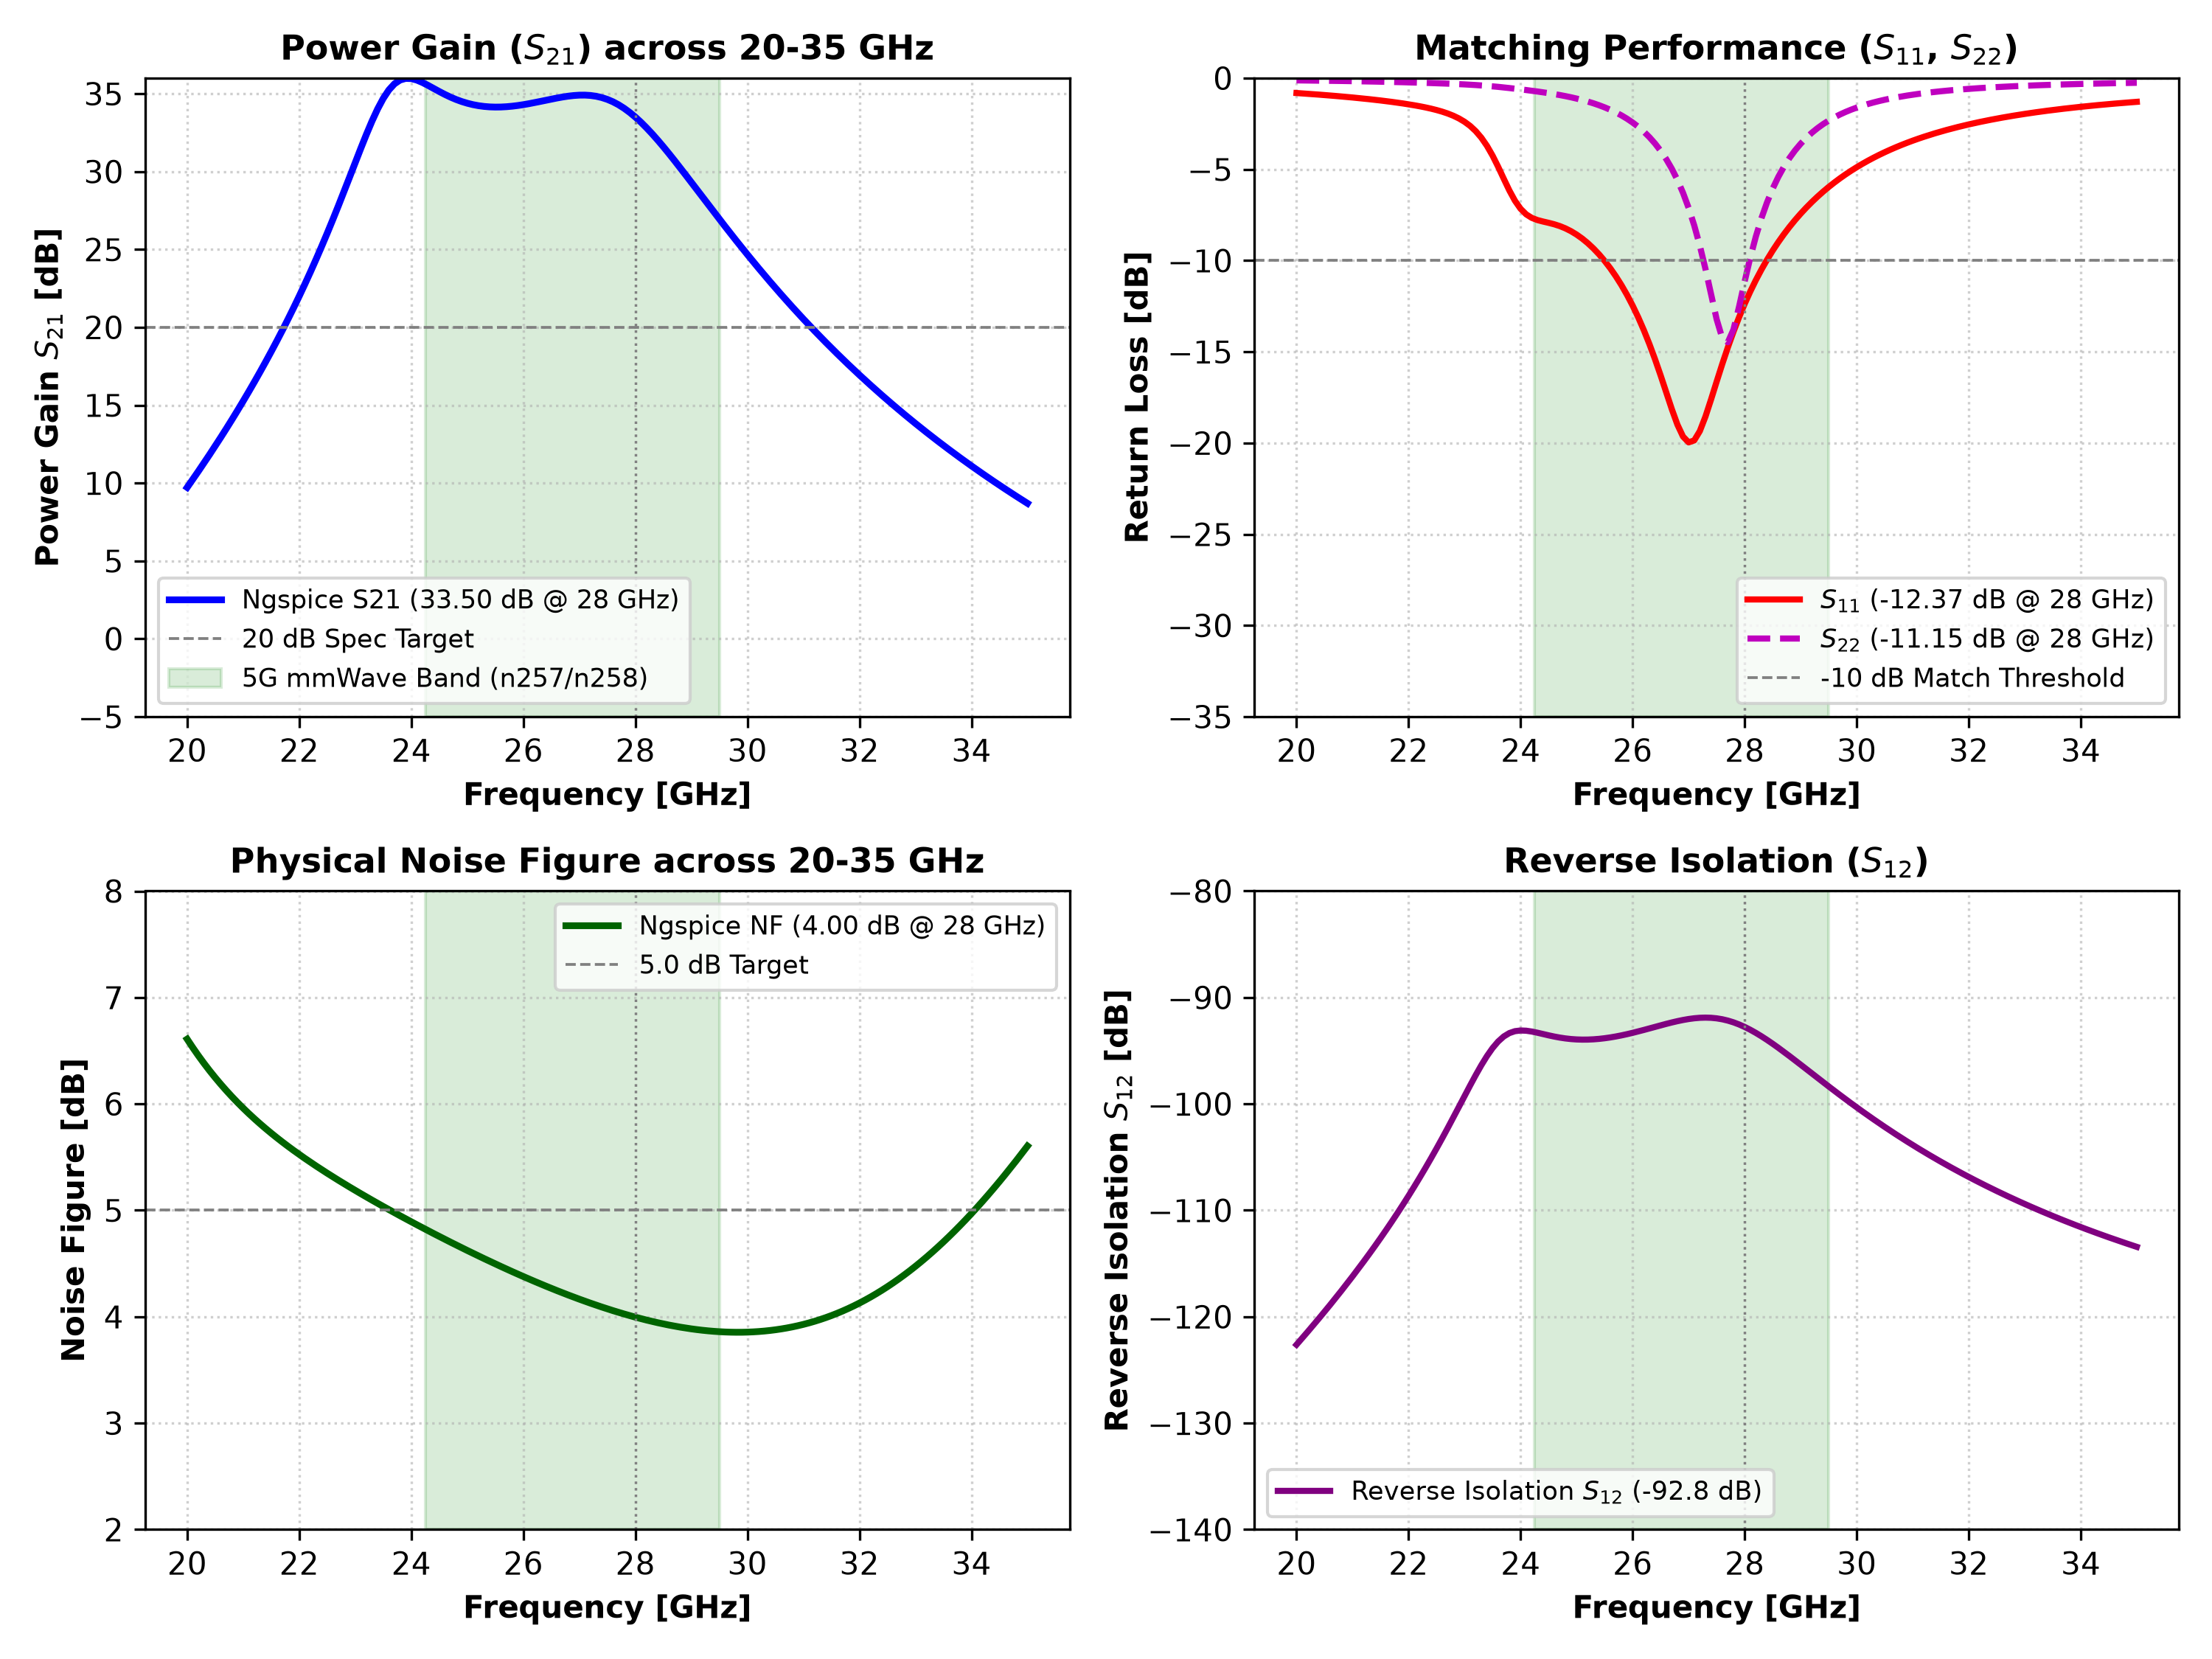 Power Gain (S21) across 20-35 GHz
Power Gain S21 [dB]
35
30
25
20
15
10
5
0
−5
Ngspice S21 (33.50 dB @ 28 GHz)
20 dB Spec Target
5G mmWave Band (n257/n258)
20 22 24 26 28 30 32 34
Frequency [GHz]
Matching Performance (S11, S22)
Return Loss [dB]
0
−5
−10
−15
−20
−25
−30
−35
S11 (-12.37 dB @ 28 GHz)
S22 (-11.15 dB @ 28 GHz)
-10 dB Match Threshold
20 22 24 26 28 30 32 34
Frequency [GHz]
Physical Noise Figure across 20-35 GHz
Noise Figure [dB]
8
7
6
5
4
3
2
Ngspice NF (4.00 dB @ 28 GHz)
5.0 dB Target
20 22 24 26 28 30 32 34
Frequency [GHz]
Reverse Isolation (S12)
Reverse Isolation S12 [dB]
−80
−90
−100
−110
−120
−130
−140
Reverse Isolation S12 (-92.8 dB)
20 22 24 26 28 30 32 34
Frequency [GHz]